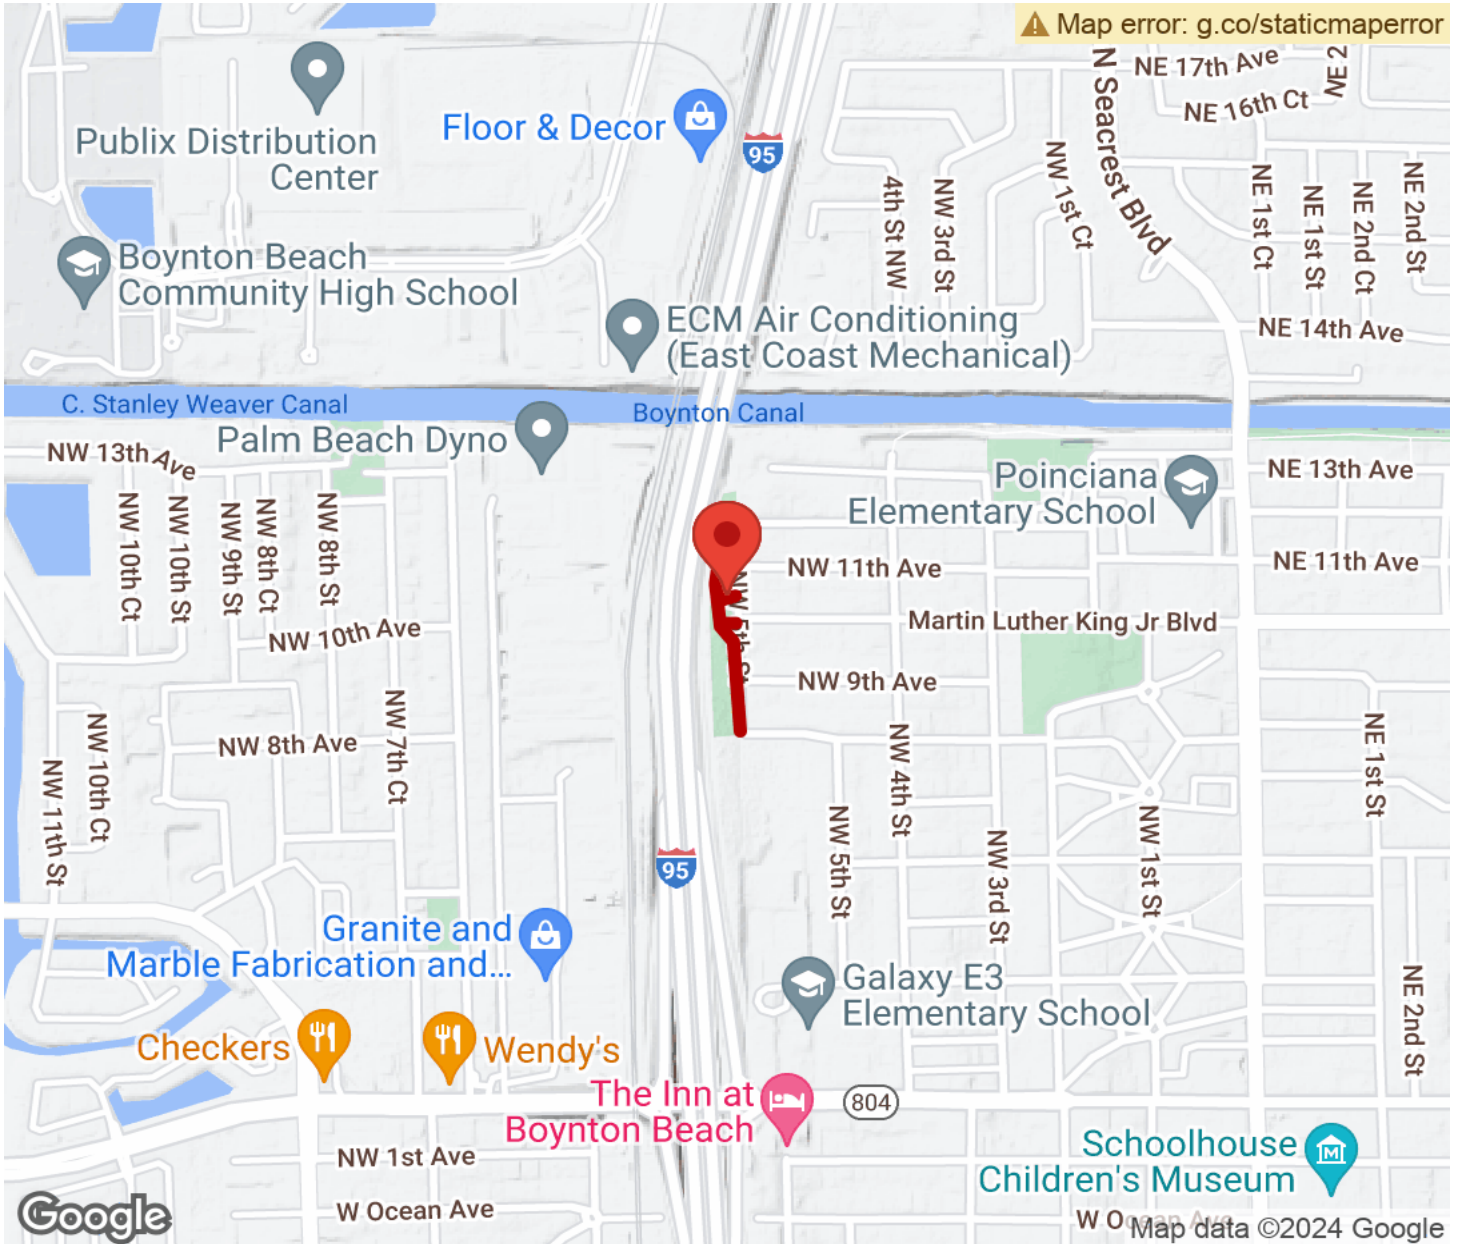 Map error: g.co/staticmaperror
NE 17th Ave
NE 2
NE 16th Ct
N Seacrest Blvd
Publix Distribution
Center
Floor & Decor
95
NW 1st Ct
4th St NW
NW 3rd St
NE 1st Ct
NE 1st St
NE 2nd Ct
NE 2nd St
Boynton Beach
Community High School
ECM Air Conditioning
(East Coast Mechanical)
NE 14th Ave
C. Stanley Weaver Canal
Boynton Canal
Palm Beach Dyno
NW 13th Ave
Poinciana
Elementary School
NE 13th Ave
NW 10th Ct
NW 10th St
NW 9th St
NW 8th Ct
NW 8th St
NW 11th Ave
NE 11th Ave
NW 5th St
Martin Luther King Jr Blvd
NW 10th Ave
NW 9th Ave
NW 10th Ct
NW 8th Ave
NW 7th Ct
NW 4th St
NE 1st St
NW 11th St
NW 5th St
NW 3rd St
NW 1st St
95
Granite and
Marble Fabrication and...
Galaxy E3
Elementary School
NE 2nd St
Checkers
Wendy's
The Inn at
Boynton Beach
804
Schoolhouse
Children's Museum
NW 1st Ave
W Ocean Ave
W Ocean Ave
Google
Map data ©2024 Google